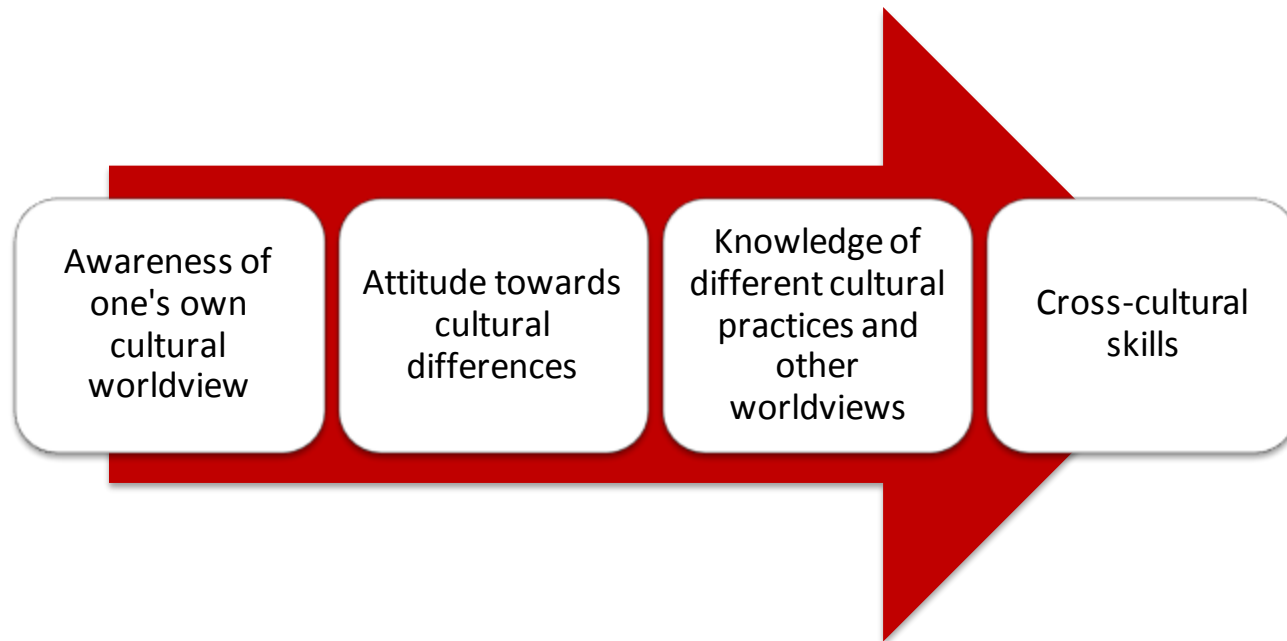 Awareness of
one's own
cultural
worldview
Attitude towards
cultural
differences
Knowledge of
different cultural
practices and
other
worldviews
Cross-cultural
skills